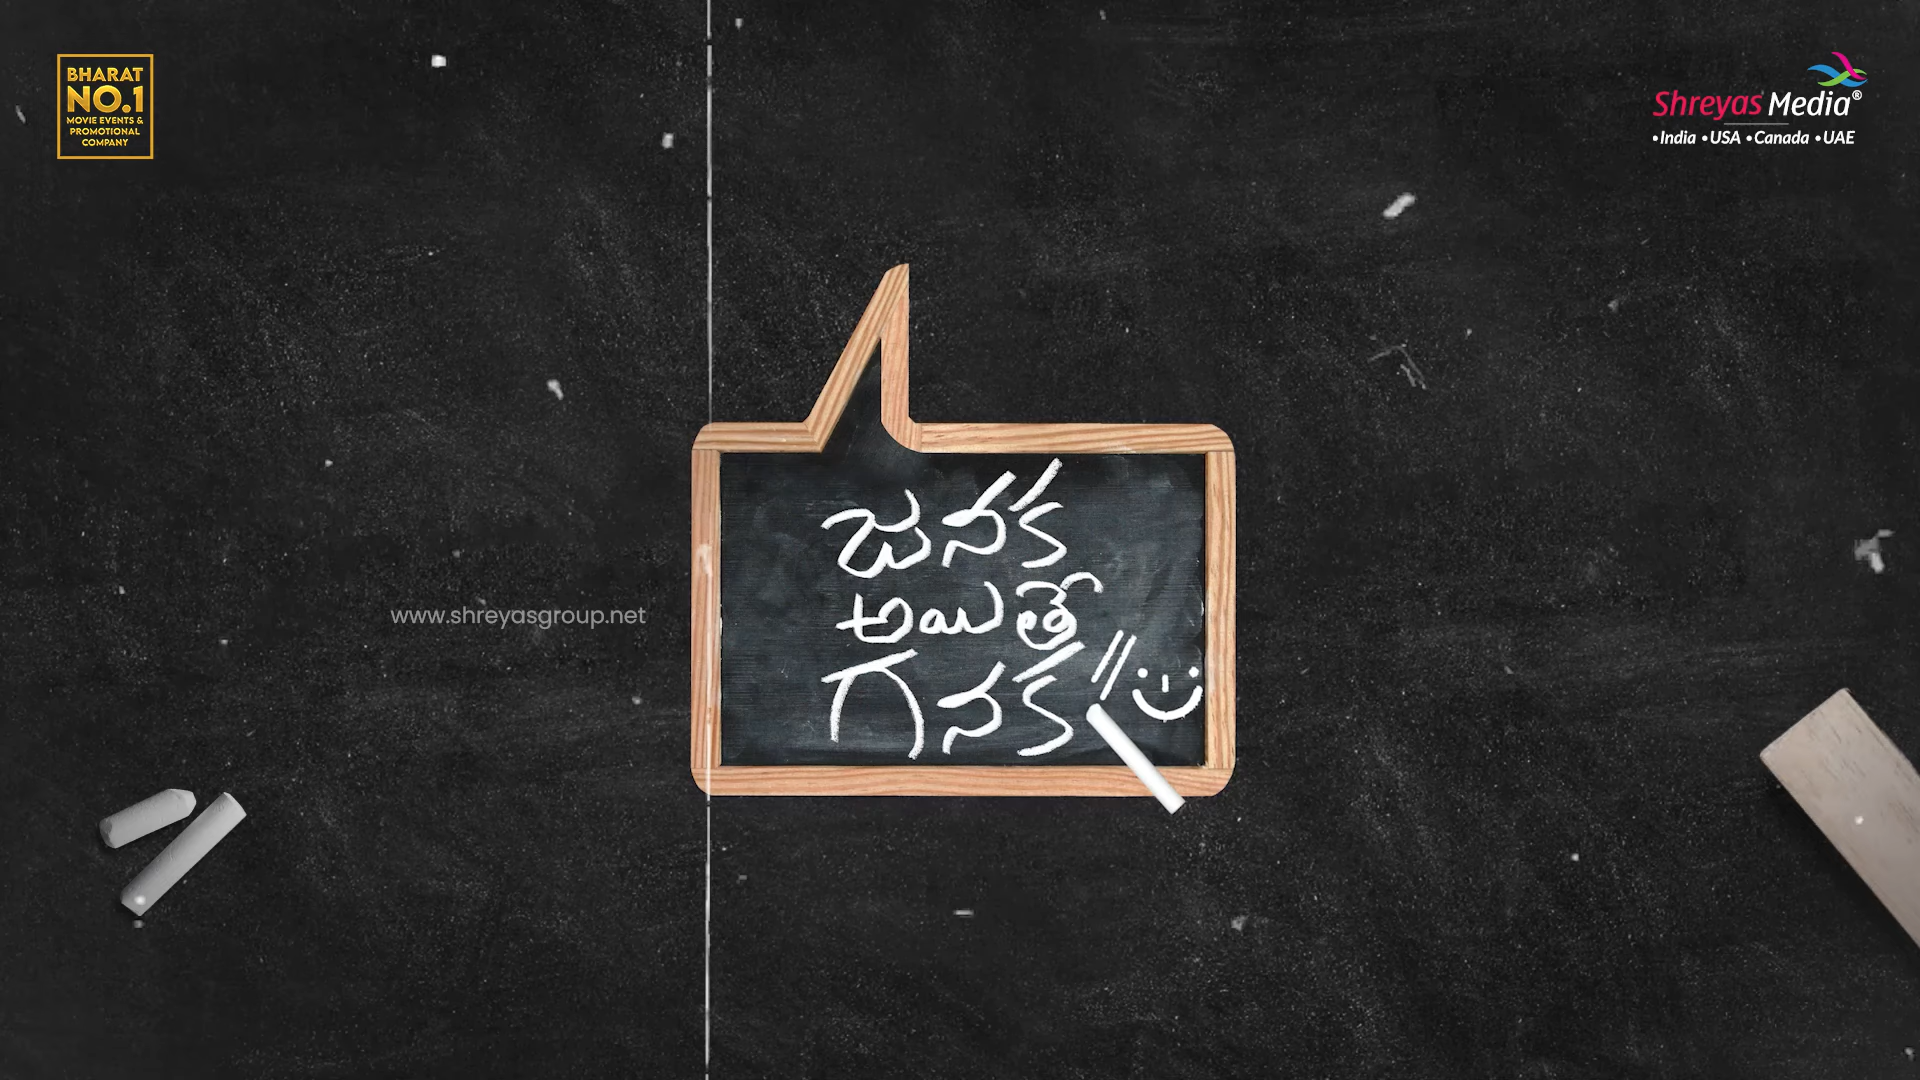 BHARAT
NO.1
MOVIE EVENTS &
PROMOTIONAL
COMPANY
Shreyas Media®
•India •USA •Canada •UAE
జనక
అయితే
గనక
www.shreyasgroup.net